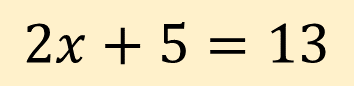 2x + 5 = 13